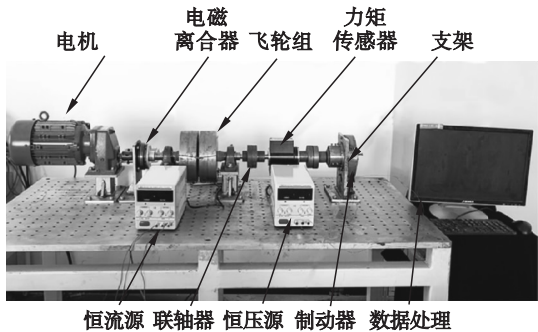 电机
电磁
离合器
飞轮组
力矩
传感器
支架
恒流源 联轴器 恒压源 制动器 数据处理